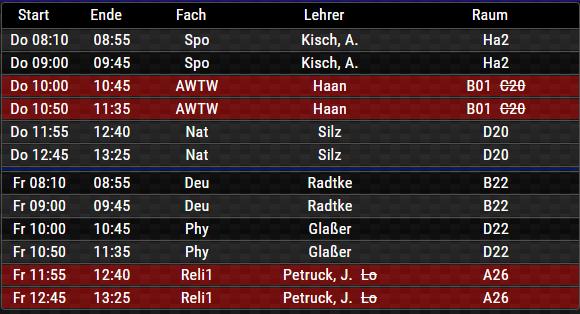 Start Ende Fach Lehrer Raum
Do 08:10 08:55 Spo Kisch, A. Ha2
Do 09:00 09:45 Spo Kisch, A. Ha2
Do 10:00 10:45 AWTW Haan B01 C20
Do 10:50 11:35 AWTW Haan B01 C20
Do 11:55 12:40 Nat Silz D20
Do 12:45 13:25 Nat Silz D20
Fr 08:10 08:55 Deu Radtke B22
Fr 09:00 09:45 Deu Radtke B22
Fr 10:00 10:45 Phy Glaßer D22
Fr 10:50 11:35 Phy Glaßer D22
Fr 11:55 12:40 Reli1 Petruck, J. Lo A26
Fr 12:45 13:25 Reli1 Petruck, J. Lo A26